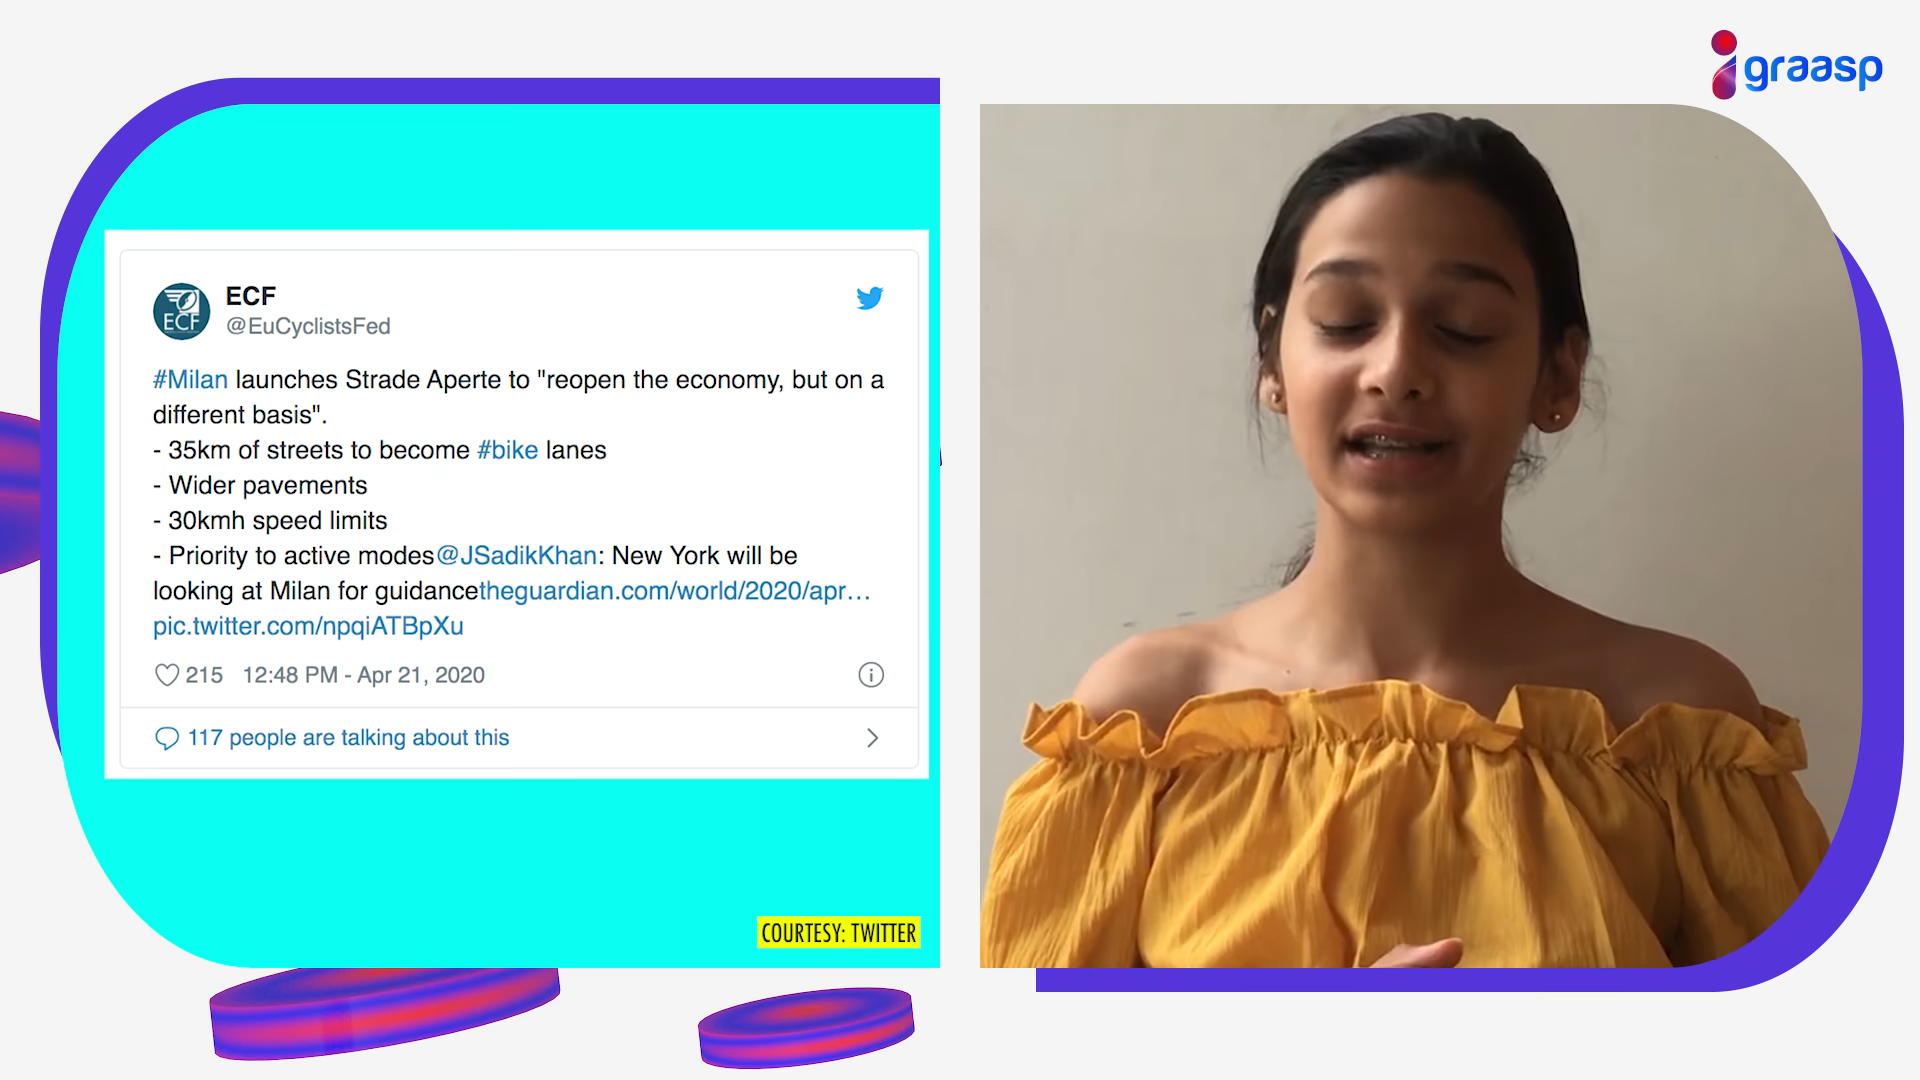 graasp
ECF
ECF
@EuCyclistsFed
#Milan launches Strade Aperte to "reopen the economy, but on a
different basis".
- 35km of streets to become #bike lanes
- Wider pavements
- 30kmh speed limits
- Priority to active modes@JSadikKhan: New York will be
looking at Milan for guidancetheguardian.com/world/2020/apr…
pic.twitter.com/npqiATBpXu
215 12:48 PM - Apr 21, 2020
117 people are talking about this
COURTESY: TWITTER